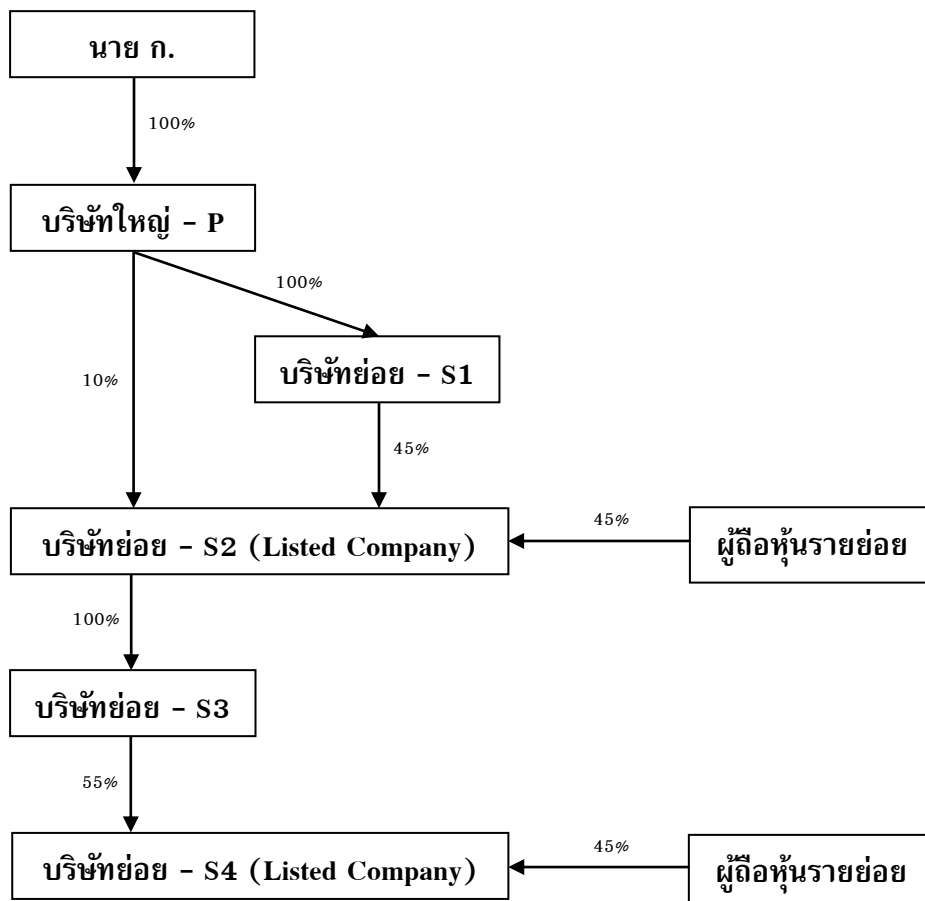 นาย ก.
100%
บริษัทใหญ่ - P
100%
10%
บริษัทย่อย - S1
45%
บริษัทย่อย - S2 (Listed Company)
45%
ผู้ถือหุ้นรายย่อย
100%
บริษัทย่อย - S3
55%
บริษัทย่อย - S4 (Listed Company)
45%
ผู้ถือหุ้นรายย่อย